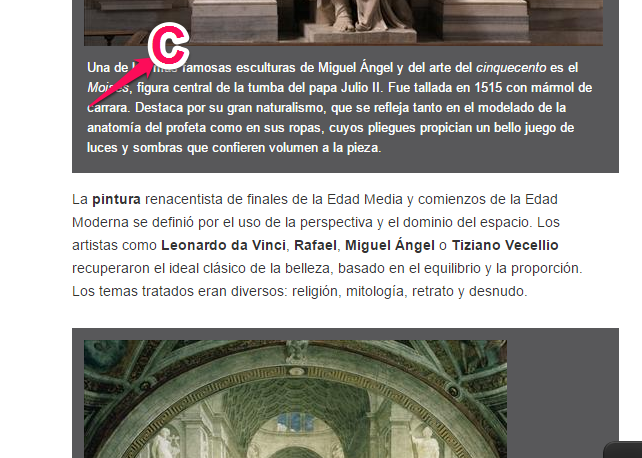 C
Una de las más famosas esculturas de Miguel Ángel y del arte del cinquecento es el
Moisés, figura central de la tumba del papa Julio II. Fue tallada en 1515 con mármol de
carrara. Destaca por su gran naturalismo, que se refleja tanto en el modelado de la
anatomía del profeta como en sus ropas, cuyos pliegues propician un bello juego de
luces y sombras que confieren volumen a la pieza.
La pintura renacentista de finales de la Edad Media y comienzos de la Edad
Moderna se definió por el uso de la perspectiva y el dominio del espacio. Los
artistas como Leonardo da Vinci, Rafael, Miguel Ángel o Tiziano Vecellio
recuperaron el ideal clásico de la belleza, basado en el equilibrio y la proporción.
Los temas tratados eran diversos: religión, mitología, retrato y desnudo.